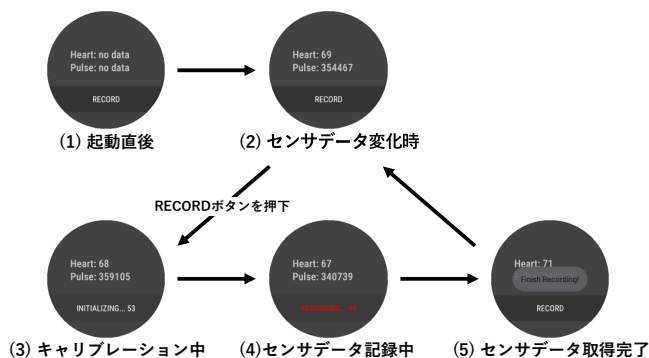 Heart: no data
Pulse: no data
RECORD
(1) 起動直後
Heart: 69
Pulse: 354467
RECORD
(2) センサデータ変化時
RECORDボタンを押下
Heart: 68
Pulse: 359105
INITIALIZING... 53
(3) キャリブレーション中
Heart: 67
Pulse: 340739
RECORDING...
(4)センサデータ記録中
Heart: 71
Finish Recording!
RECORD
(5) センサデータ取得完了